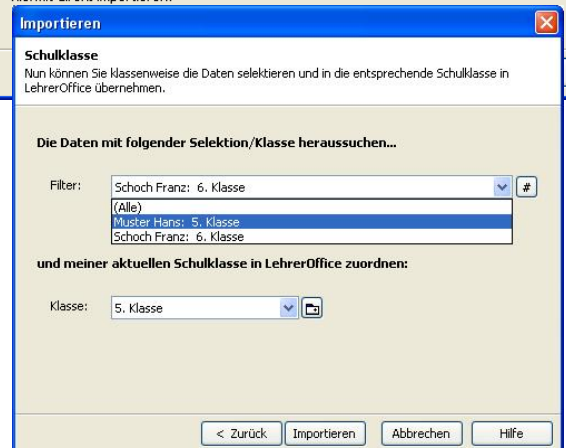 Importieren
Schulklasse
Nun können Sie klassenweise die Daten selektieren und in die entsprechende Schulklasse in
LehrerOffice übernehmen.
Die Daten mit folgender Selektion/Klasse heraussuchen...
Filter: Schoch Franz: 6. Klasse #
(Alle)
Muster Hans: 5. Klasse
Schoch Franz: 6. Klasse
und meiner aktuellen Schulklasse in LehrerOffice zuordnen:
Klasse: 5. Klasse
< Zurück Importieren Abbrechen Hilfe